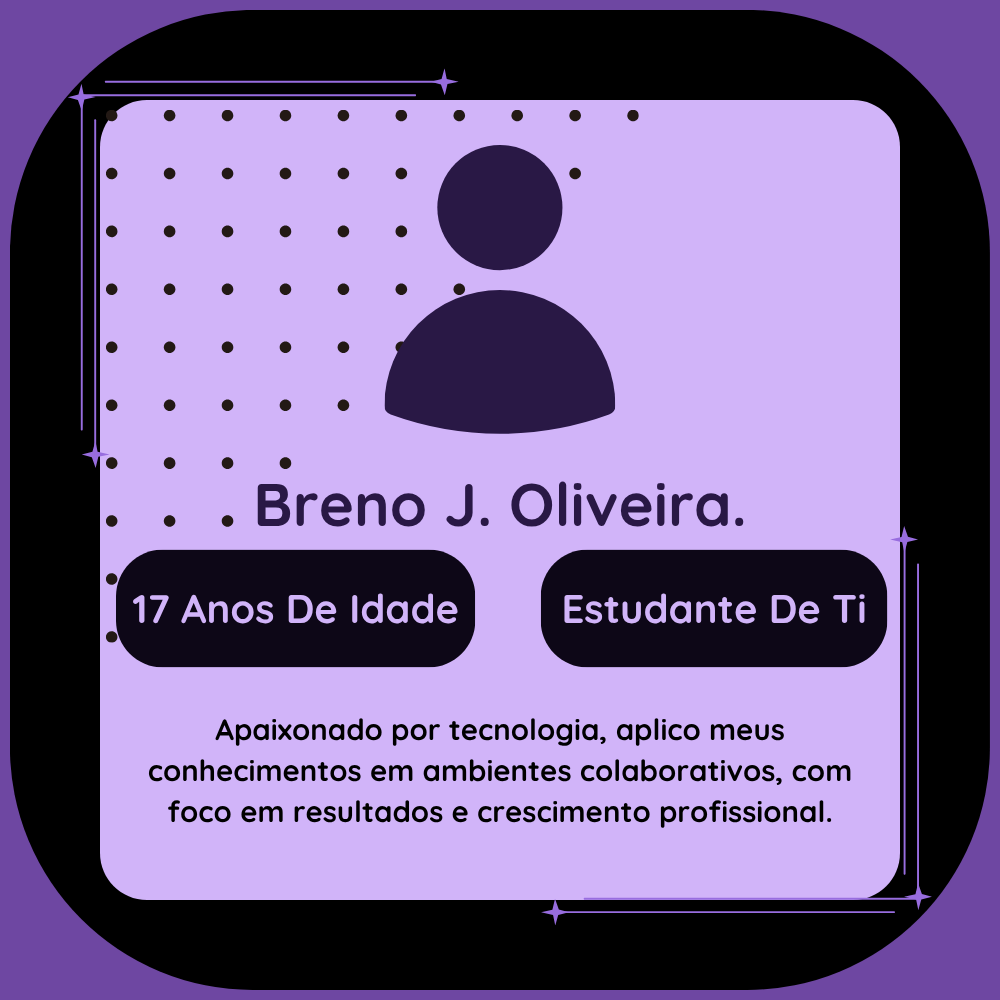 Breno J. Oliveira.
17 Anos De Idade
Estudante De Ti
Apaixonado por tecnologia, aplico meus
conhecimentos em ambientes colaborativos, com
foco em resultados e crescimento profissional.